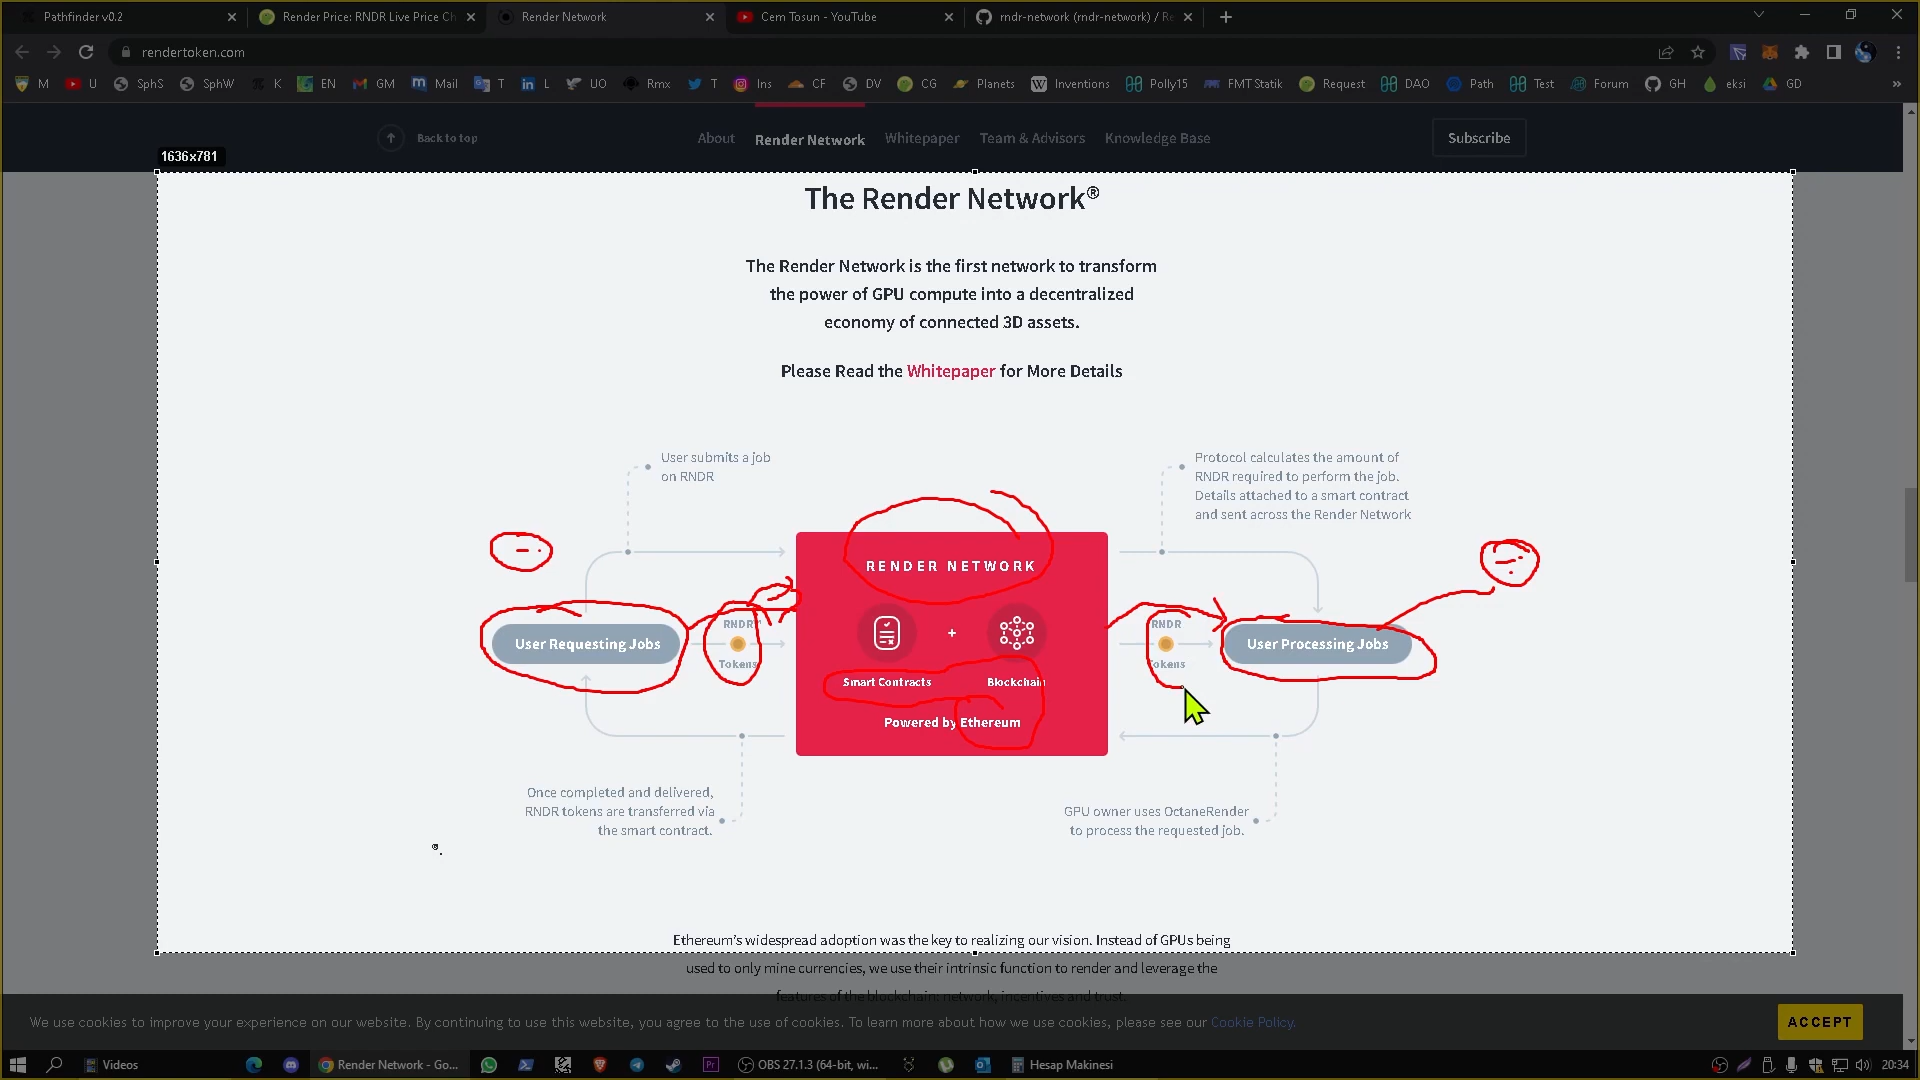 Pathfinder v0.2
Render Price: RNDR Live Price Ch
Render Network
Cem Tosun - YouTube
rndr-network (rndr-network) / Re
rendertoken.com
M
U
SphS
SphW
K
EN
GM
Mail
T
L
UO
Rmx
T
Ins
CF
DV
CG
Planets
Inventions
Polly15
FMT Statik
Request
DAO
Path
Test
Forum
GH
eksi
GD
Back to top
About
Render Network
Whitepaper
Team & Advisors
Knowledge Base
Subscribe
1636x781
The Render Network®
The Render Network is the first network to transform
the power of GPU compute into a decentralized
economy of connected 3D assets.
Please Read the Whitepaper for More Details
User submits a job
on RNDR
Protocol calculates the amount of
RNDR required to perform the job.
Details attached to a smart contract
and sent across the Render Network
RENDER NETWORK
User Requesting Jobs
RNDR
Tokens
+
Smart Contracts
Blockchain
Powered by Ethereum
RNDR
Tokens
User Processing Jobs
Once completed and delivered,
RNDR tokens are transferred via
the smart contract.
GPU owner uses OctaneRender
to process the requested job.
®.
Ethereum's widespread adoption was the key to realizing our vision. Instead of GPUs being
used to only mine currencies, we use their intrinsic function to render and leverage the
features of the blockchain: network, incentives and trust.
We use cookies to improve your experience on our website. By continuing to use this website, you agree to the use of cookies. To learn more about how we use cookies, please see our Cookie Policy.
ACCEPT
Videos
Render Network - Go...
OBS 27.1.3 (64-bit, wi...
Hesap Makinesi
20:34